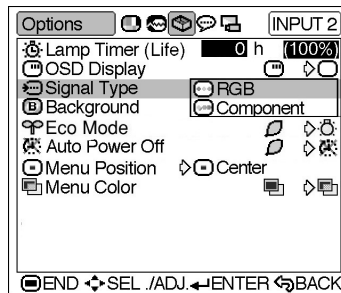 Options INPUT 2
Lamp Timer (Life) 0 h (100%)
OSD Display
Signal Type RGB
Background Component
Eco Mode
Auto Power Off
Menu Position Center
Menu Color
END SEL ./ADJ. ENTER BACK